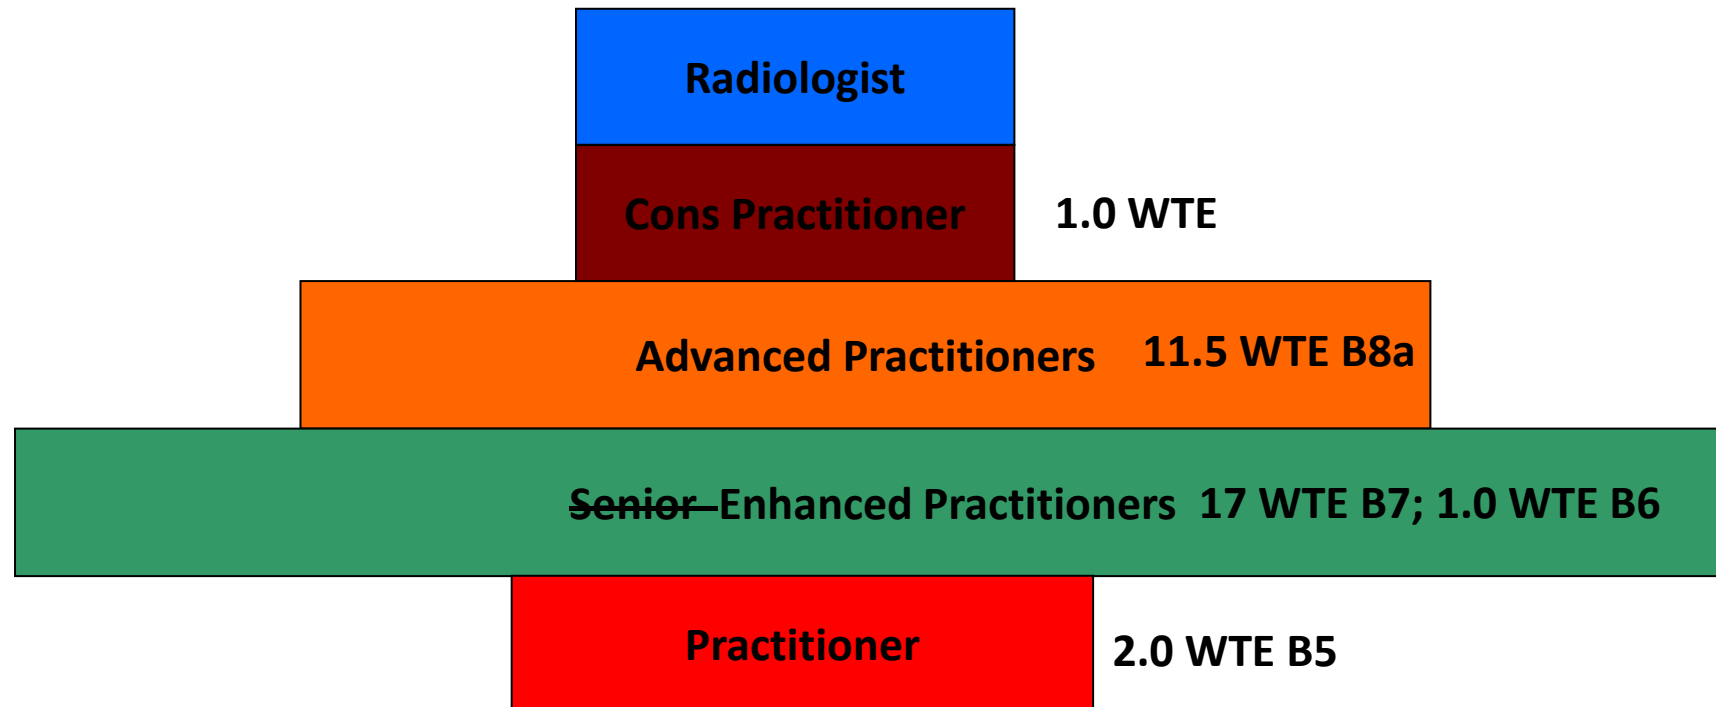 Radiologist
Cons Practitioner 1.0 WTE
Advanced Practitioners 11.5 WTE B8a
Senior Enhanced Practitioners 17 WTE B7; 1.0 WTE B6
Practitioner 2.0 WTE B5